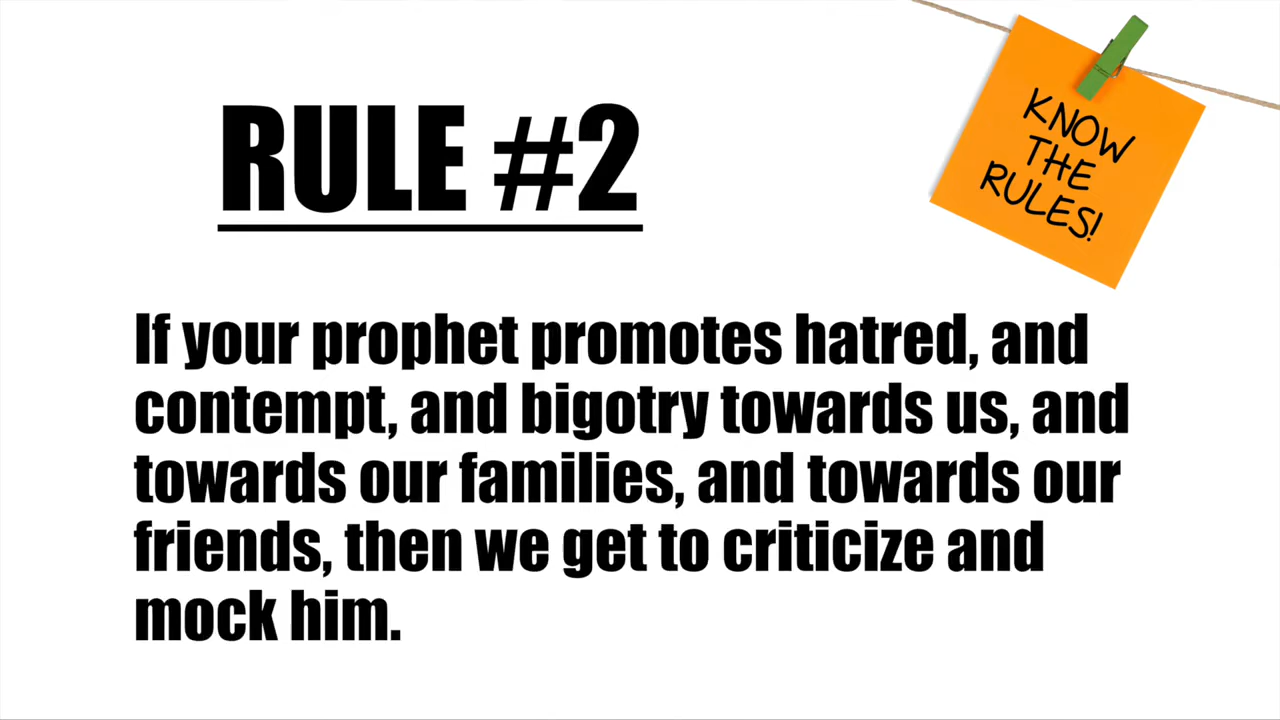 RULE #2
KNOW
THE
RULES!
If your prophet promotes hatred, and
contempt, and bigotry towards us, and
towards our families, and towards our
friends, then we get to criticize and
mock him.